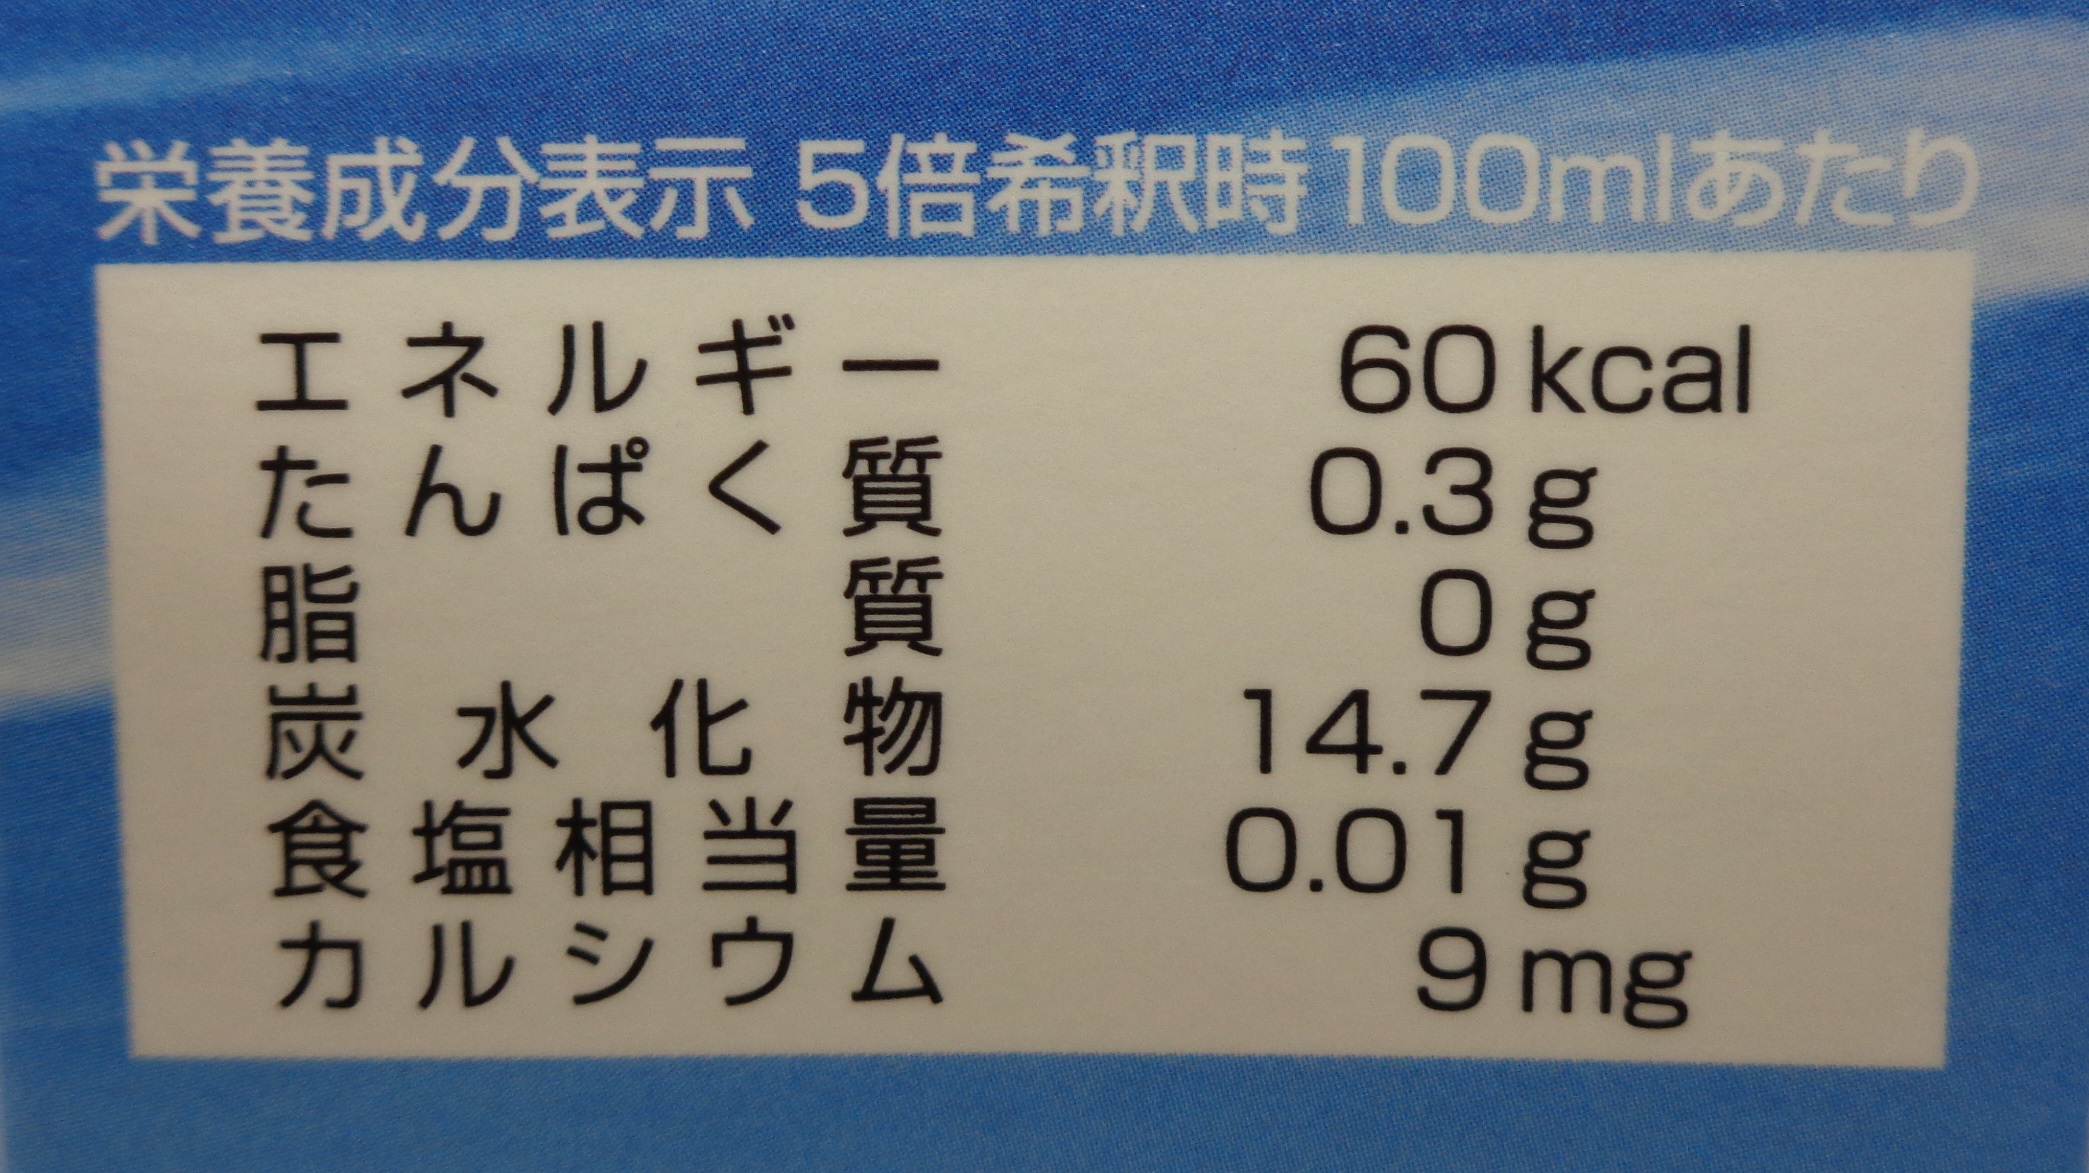 栄養成分表示 5倍希釈時100mlあたり
エネルギー 60kcal
たんぱく質 0.3g
脂質 0g
炭水化物 14.7g
食塩相当量 0.01g
カルシウム 9mg